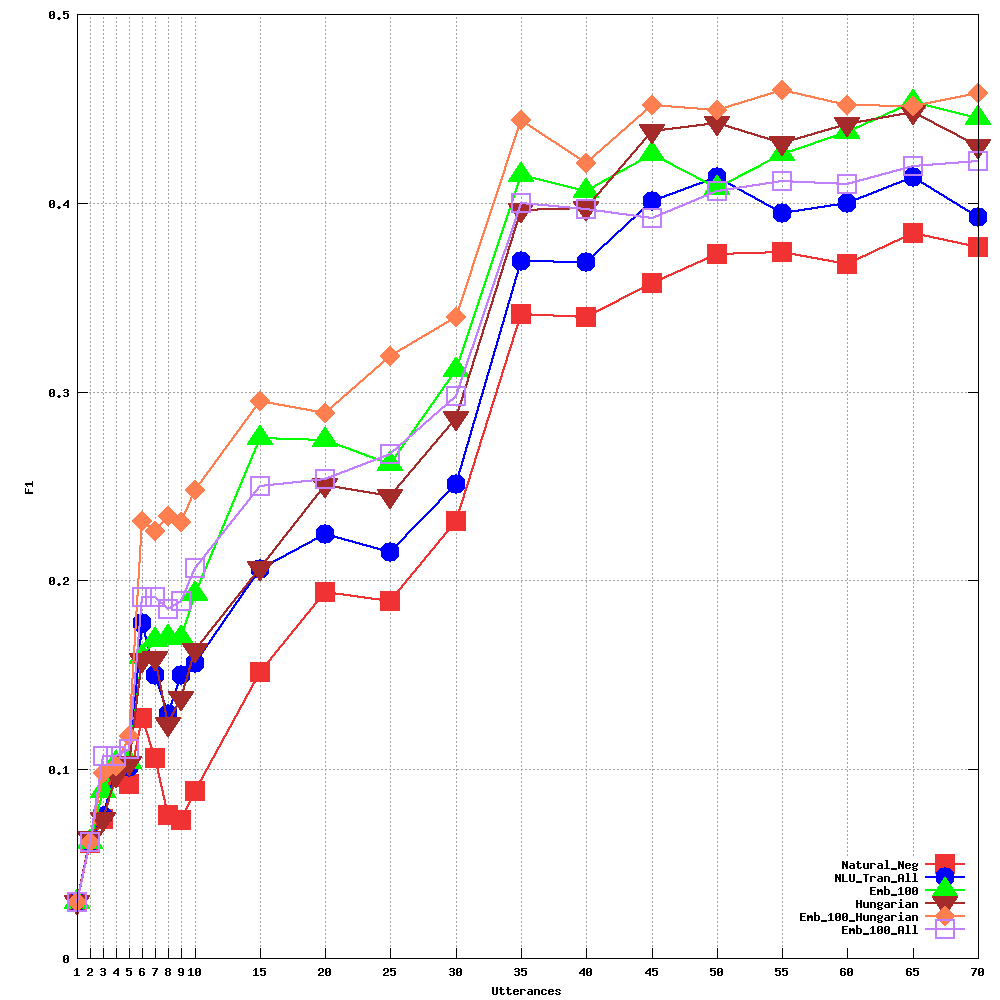 0.5
0.4
0.3
0.2
0.1
0
F1
Natural_Neg
NLU_Tran_All
Emb_100
Hungarian
Emb_100_Hungarian
Emb_100_All
1 2 3 4 5 6 7 8 9 10 15 20 25 30 35 40 45 50 55 60 65 70
Utterances